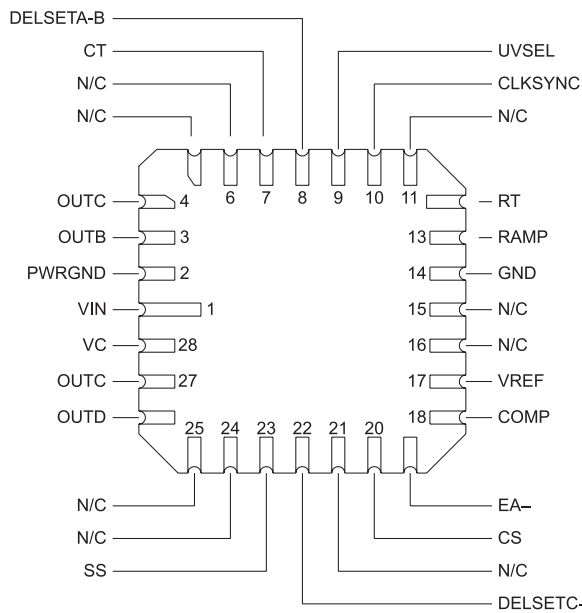 DELSETA-B
CT
N/C
N/C
UVSEL
CLKSYNC
N/C
6 7 8 9 10 11
OUTC 4
OUTB 3
PWRGND 2
VIN 1
VC 28
OUTC 27
OUTD
RT
13 RAMP
14 GND
15 N/C
16 N/C
17 VREF
18 COMP
25 24 23 22 21 20
N/C
N/C
SS
EA–
CS
N/C
DELSETC-